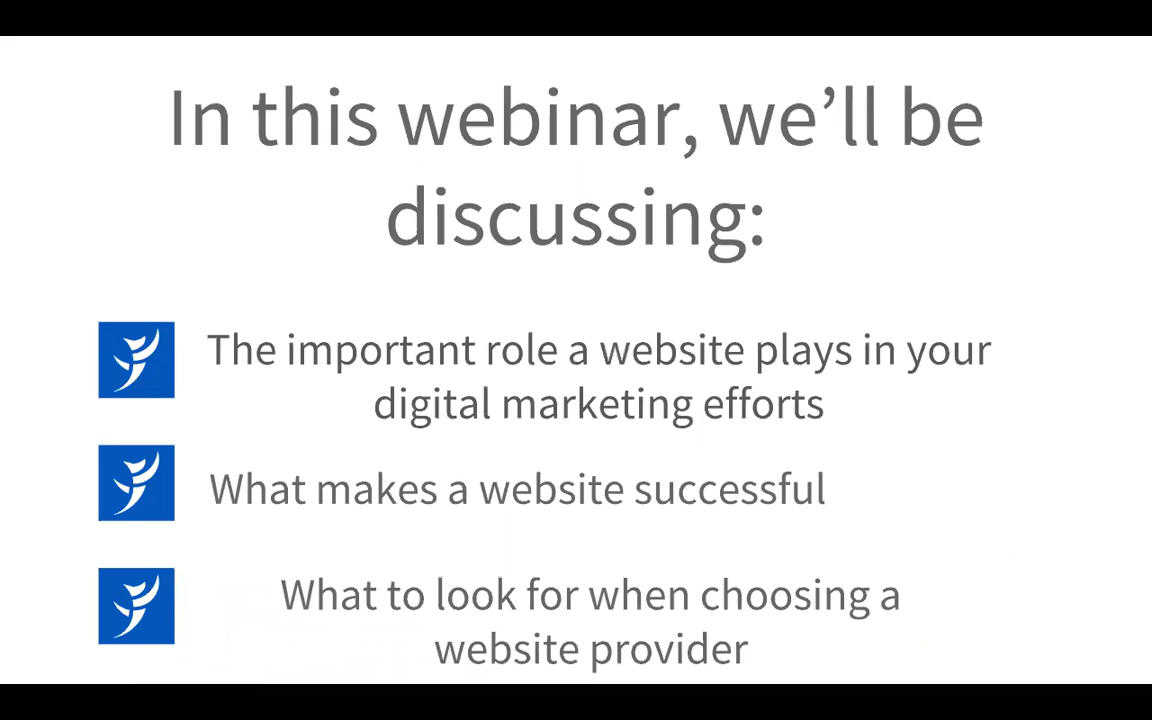 In this webinar, we’ll be
discussing:
The important role a website plays in your
digital marketing efforts
What makes a website successful
What to look for when choosing a
website provider